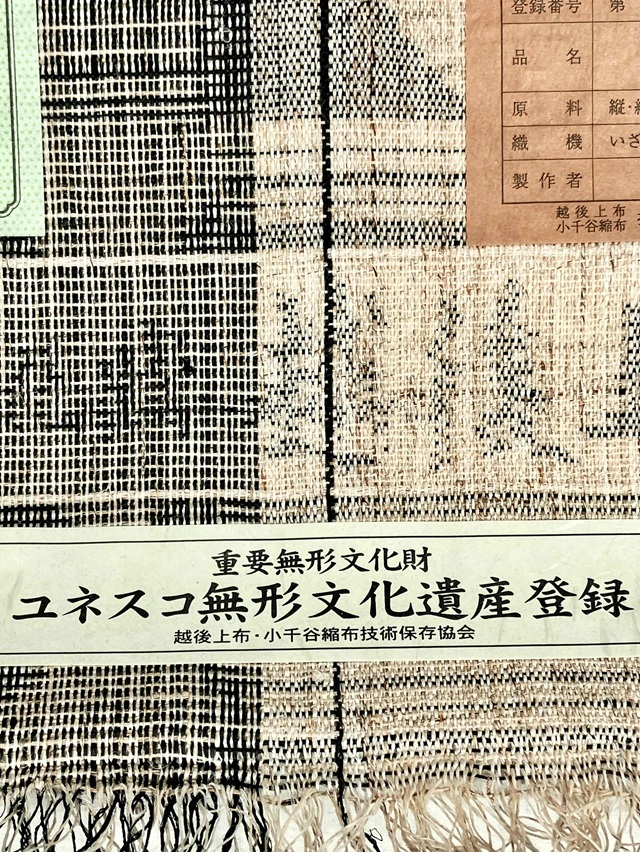 登録番号 第
品名
原料 縦・
織機 いざ
製作者
越後上布
小千谷縮布
重要無形文化財
ユネスコ無形文化遺産登録
越後上布・小千谷縮布技術保存協会